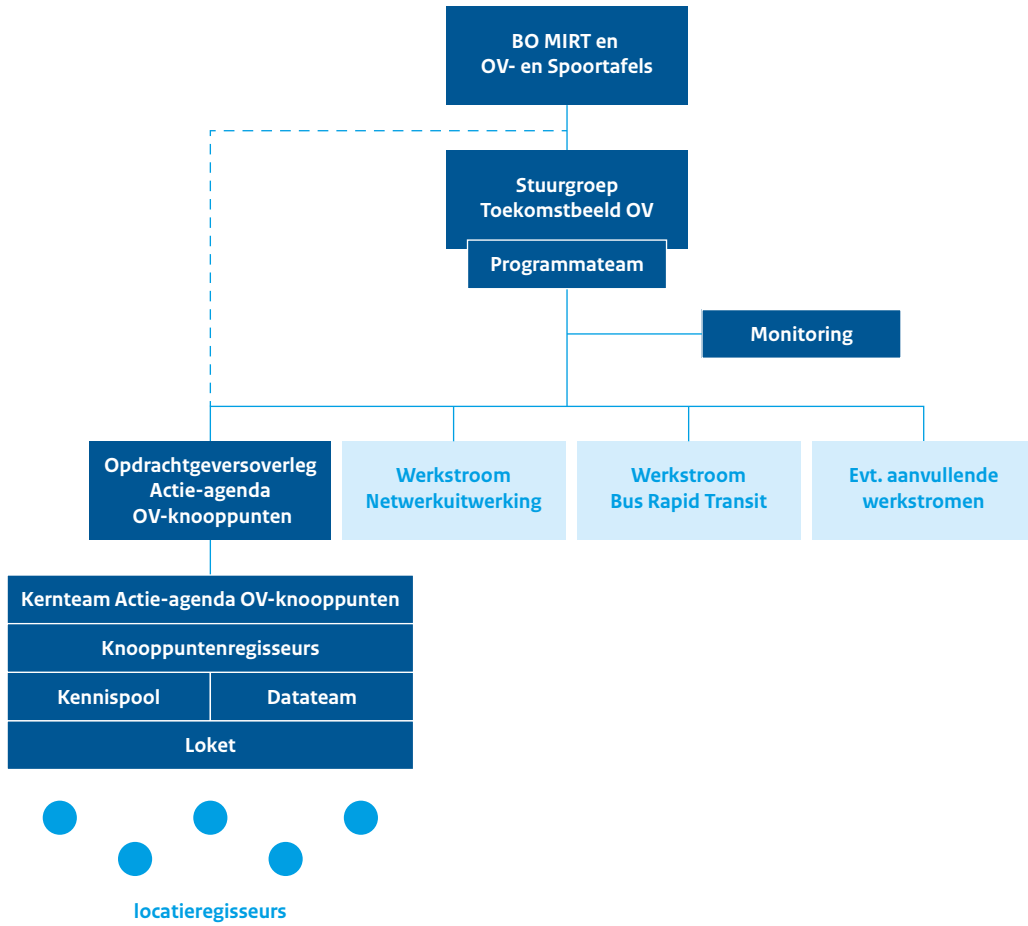 BO MIRT en
OV- en Spoortafels
Stuurgroep
Toekomstbeeld OV
Programmateam
Monitoring
Opdrachtgeversoverleg
Actie-agenda
OV-knooppunten
Werkstroom
Netwerkuitwerking
Werkstroom
Bus Rapid Transit
Evt. aanvullende
werkstromen
Kernteam Actie-agenda OV-knooppunten
Knooppuntenregisseurs
Kennispool
Datateam
Loket
locatieregisseurs